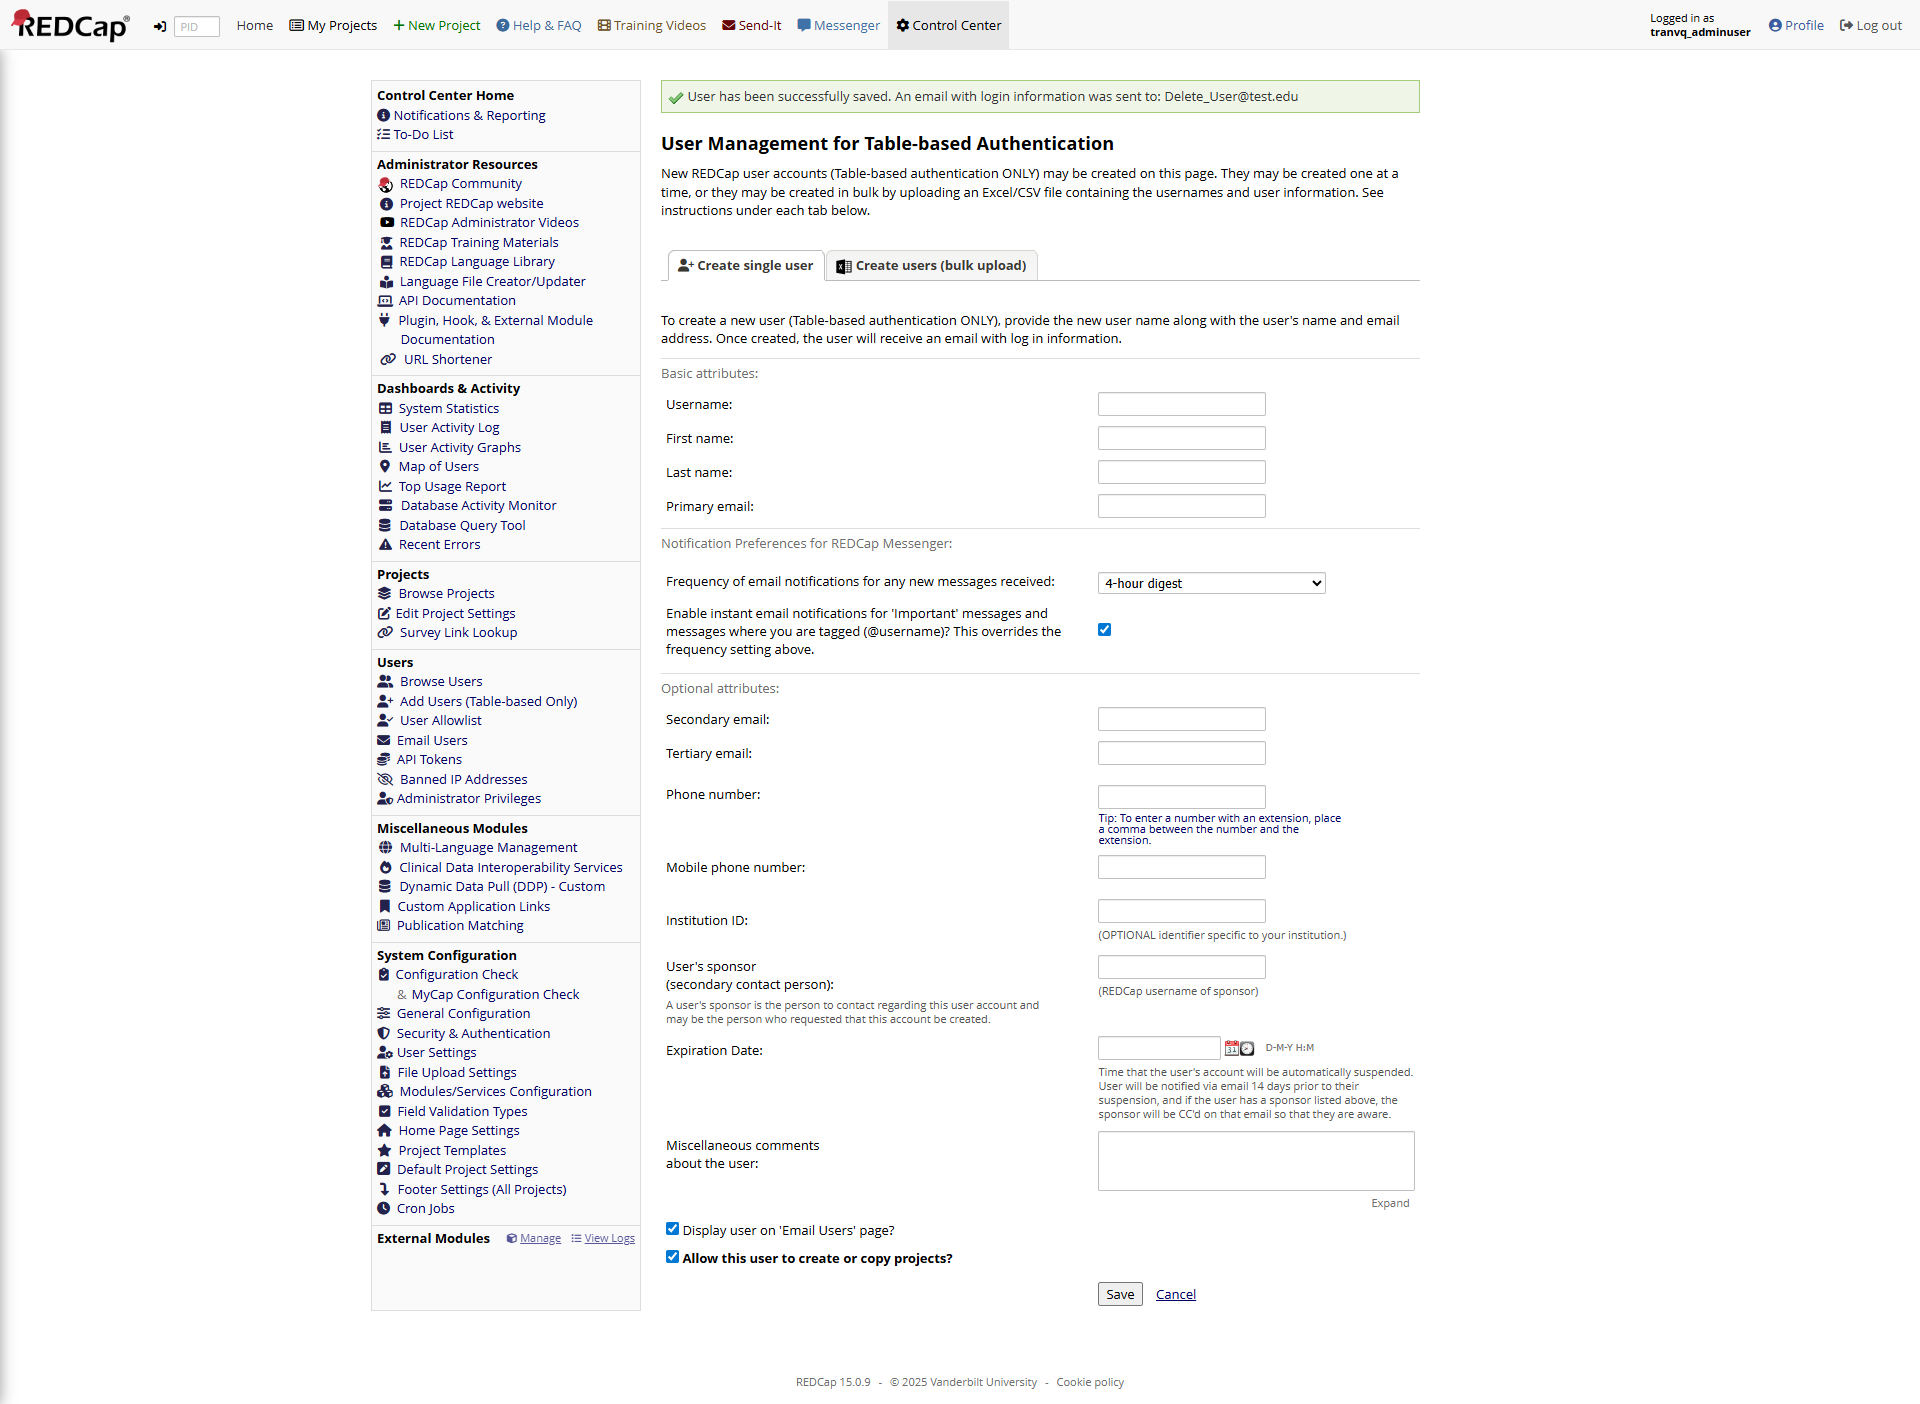 REDCap®
PID
Home
My Projects
New Project
Help & FAQ
Training Videos
Send-It
Messenger
Control Center
Logged in as
tranvq_adminuser
Profile
Log out
Control Center Home
Notifications & Reporting
To-Do List
Administrator Resources
REDCap Community
Project REDCap website
REDCap Administrator Videos
REDCap Training Materials
REDCap Language Library
Language File Creator/Updater
API Documentation
Plugin, Hook, & External Module
Documentation
URL Shortener
Dashboards & Activity
System Statistics
User Activity Log
User Activity Graphs
Map of Users
Top Usage Report
Database Activity Monitor
Database Query Tool
Recent Errors
Projects
Browse Projects
Edit Project Settings
Survey Link Lookup
Users
Browse Users
Add Users (Table-based Only)
User Allowlist
Email Users
API Tokens
Banned IP Addresses
Administrator Privileges
Miscellaneous Modules
Multi-Language Management
Clinical Data Interoperability Services
Dynamic Data Pull (DDP) - Custom
Custom Application Links
Publication Matching
System Configuration
Configuration Check
& MyCap Configuration Check
General Configuration
Security & Authentication
User Settings
File Upload Settings
Modules/Services Configuration
Field Validation Types
Home Page Settings
Project Templates
Default Project Settings
Footer Settings (All Projects)
Cron Jobs
External Modules Manage View Logs
User has been successfully saved. An email with login information was sent to: Delete_User@test.edu
User Management for Table-based Authentication
New REDCap user accounts (Table-based authentication ONLY) may be created on this page. They may be created one at a
time, or they may be created in bulk by uploading an Excel/CSV file containing the usernames and user information. See
instructions under each tab below.
Create single user
Create users (bulk upload)
To create a new user (Table-based authentication ONLY), provide the new user name along with the user's name and email
address. Once created, the user will receive an email with log in information.
Basic attributes:
Username:
First name:
Last name:
Primary email:
Notification Preferences for REDCap Messenger:
Frequency of email notifications for any new messages received:
4-hour digest
Enable instant email notifications for 'Important' messages and
messages where you are tagged (@username)? This overrides the
frequency setting above.
Optional attributes:
Secondary email:
Tertiary email:
Phone number:
Tip: To enter a number with an extension, place
a comma between the number and the
extension.
Mobile phone number:
Institution ID:
(OPTIONAL identifier specific to your institution.)
User's sponsor
(secondary contact person):
A user's sponsor is the person to contact regarding this user account and
may be the person who requested that this account be created.
(REDCap username of sponsor)
Expiration Date:
31
D-M-Y H:M
Time that the user's account will be automatically suspended.
User will be notified via email 14 days prior to their
suspension, and if the user has a sponsor listed above, the
sponsor will be CC'd on that email so that they are aware.
Miscellaneous comments
about the user:
Expand
Display user on 'Email Users' page?
Allow this user to create or copy projects?
Save
Cancel
REDCap 15.0.9 - © 2025 Vanderbilt University - Cookie policy